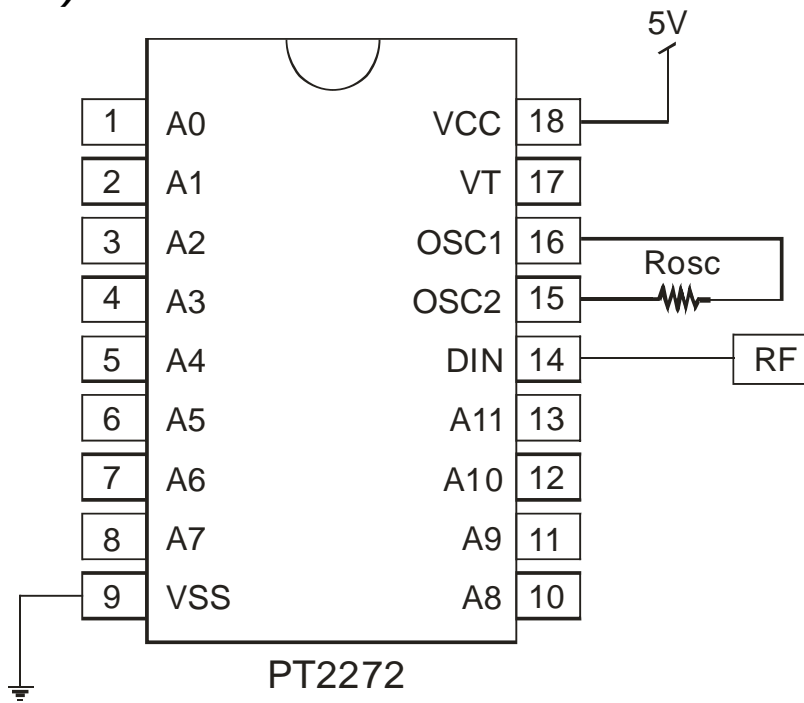 )
5V
1 A0 VCC 18
2 A1 VT 17
3 A2 OSC1 16
Rosc
4 A3 OSC2 15
5 A4 DIN 14 RF
6 A5 A11 13
7 A6 A10 12
8 A7 A9 11
9 VSS A8 10
PT2272